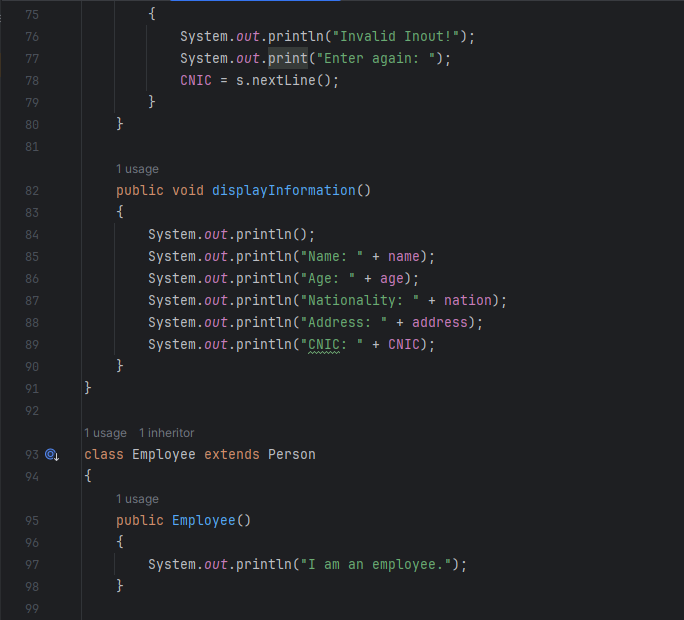 75 {
76 System.out.println("Invalid Inout!");
77 System.out.print("Enter again: ");
78 CNIC = s.nextLine();
79 }
80 }
81
1 usage
82 public void displayInformation()
83 {
84 System.out.println();
85 System.out.println("Name: " + name);
86 System.out.println("Age: " + age);
87 System.out.println("Nationality: " + nation);
88 System.out.println("Address: " + address);
89 System.out.println("CNIC: " + CNIC);
90 }
91 }
92
1 usage 1 inheritor
93 class Employee extends Person
94 {
1 usage
95 public Employee()
96 {
97 System.out.println("I am an employee.");
98 }
99